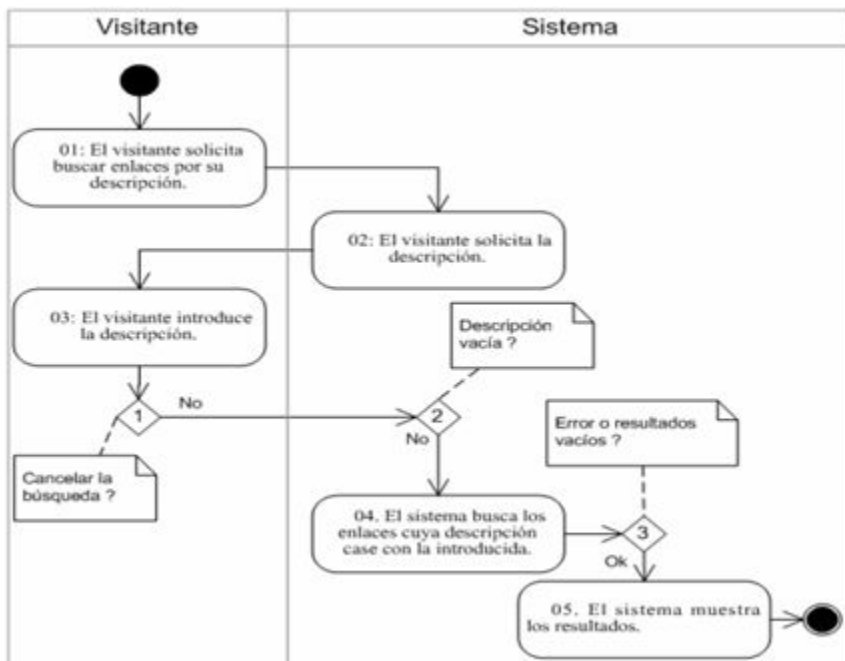 Visitante
Sistema
01: El visitante solicita
buscar enlaces por su
descripción.
02: El visitante solicita la
descripción.
03: El visitante introduce
la descripción.
Descripción
vacía ?
1
No
2
No
Error o resultados
vacíos ?
Cancelar la
búsqueda ?
04. El sistema busca los
enlaces cuya descripción
case con la introducida.
3
Ok
05. El sistema muestra
los resultados.